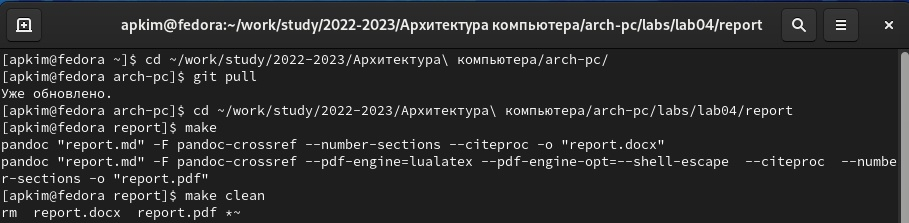 apkim@fedora:~/work/study/2022-2023/Архитектура компьютера/arch-pc/labs/lab04/report
[apkim@fedora ~]$ cd ~/work/study/2022-2023/Архитектура\ компьютера/arch-pc/
[apkim@fedora arch-pc]$ git pull
Уже обновлено.
[apkim@fedora arch-pc]$ cd ~/work/study/2022-2023/Архитектура\ компьютера/arch-pc/labs/lab04/report
[apkim@fedora report]$ make
pandoc "report.md" -F pandoc-crossref --number-sections --citeproc -o "report.docx"
pandoc "report.md" -F pandoc-crossref --pdf-engine=lualatex --pdf-engine-opt=--shell-escape  --citeproc  --numbe
r-sections -o "report.pdf"
[apkim@fedora report]$ make clean
rm  report.docx  report.pdf *~